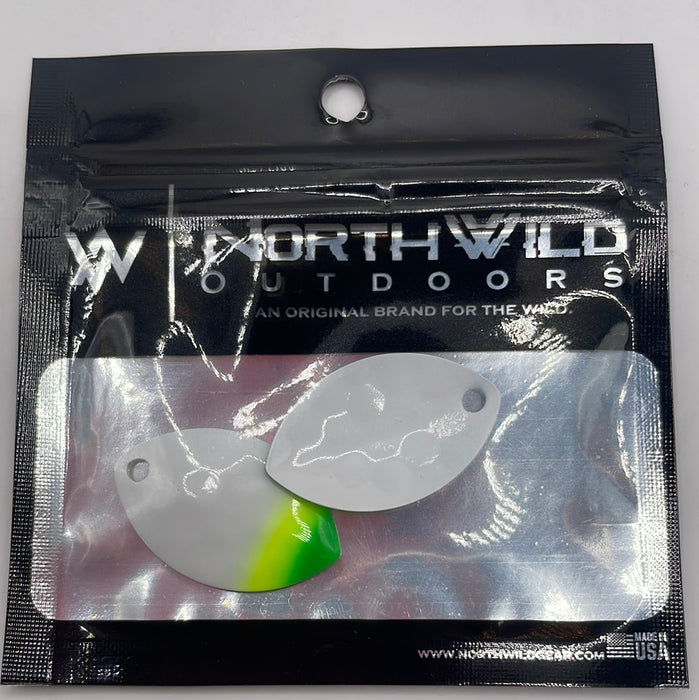 NORTHWILD
OUTDOORS
AN ORIGINAL BRAND FOR THE WILD.
WWW.NORTHWILDGEAR.COM
MADE IN
USA